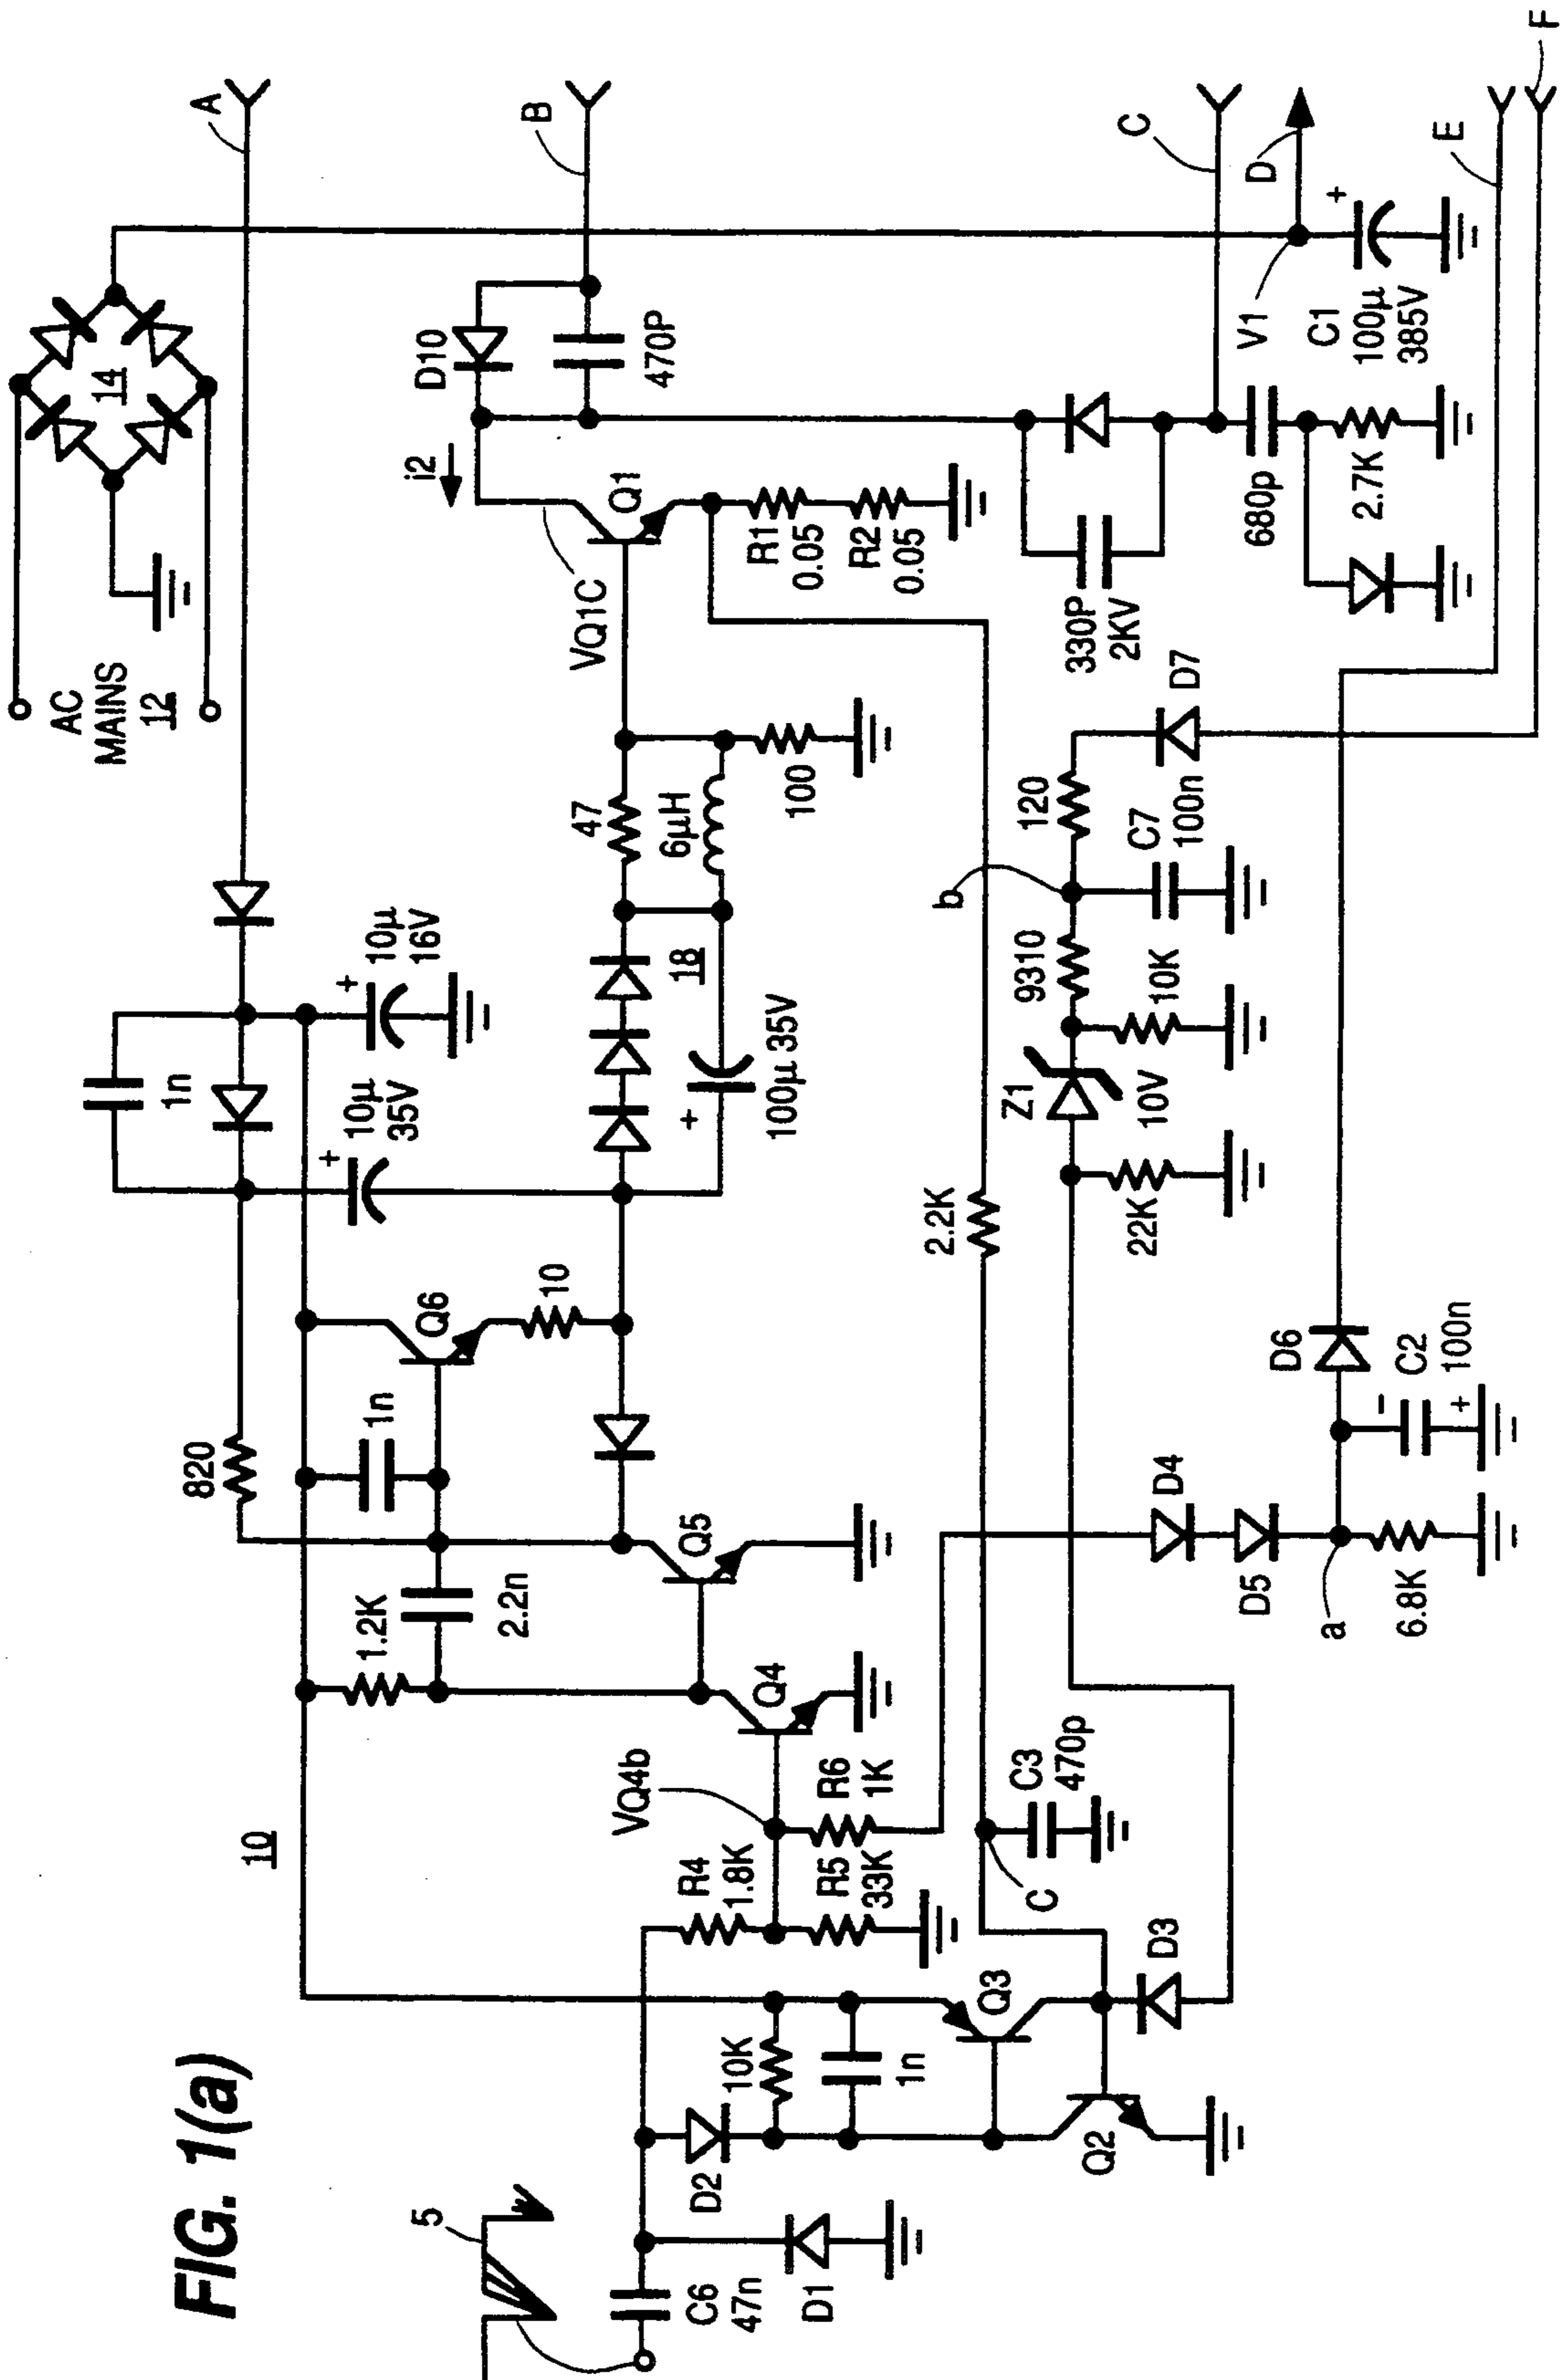 FIG. 1(a)
10
5
C6
47n
D1
D2
10K
1n
Q3
Q2
D3
R4
1.8K
R5
33K
VQ4b
R6
1K
C
C3
470p
1.2K
2.2n
Q4
Q5
820
1n
Q6
10
1n
10µ
35V
10µ
16V
18
100µ 35V
47
6µH
100
2.2K
Z1
10V
22K
9310
10K
b
120
C7
100n
D7
D4
D5
a
6.8K
D6
C2
100n
−
+
+
+
+
AC
MAINS
12
14
A
B
D10
470P
i2
VQ1C
Q1
R1
0.05
R2
0.05
330P
2KV
680p
2.7K
V1
C1
100µ
385V
+
C
D
E
F